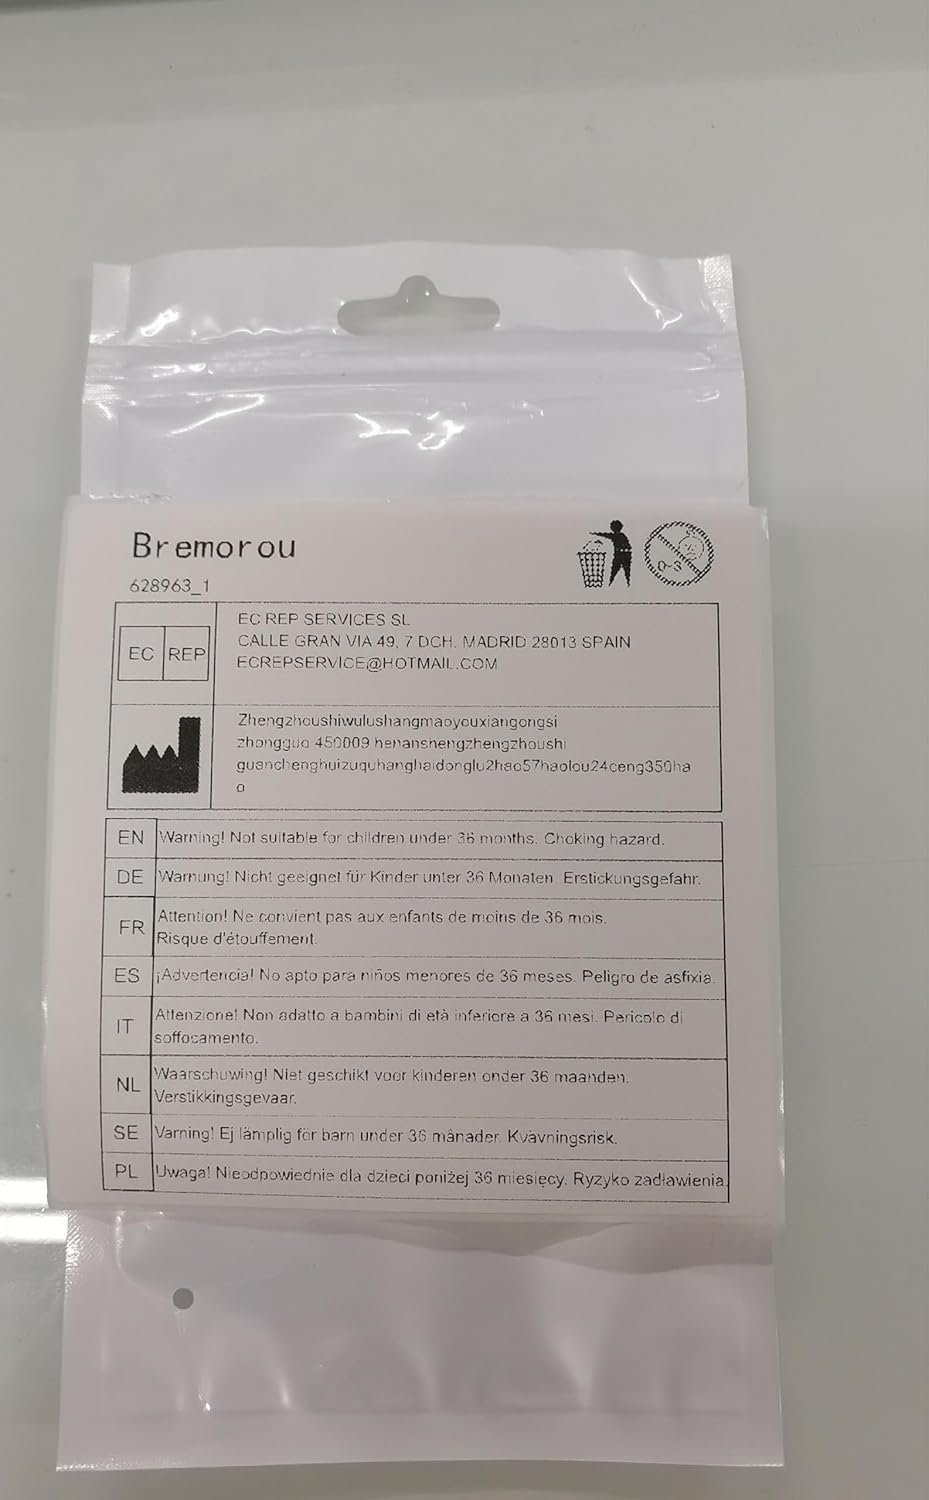 Bremorou
628963_1
0-3
EC REP
EC REP SERVICES SL
CALLE GRAN VIA 49, 7 DCH. MADRID 28013 SPAIN
ECREPSERVICE@HOTMAIL.COM
Zhengzhoushiwulushangmaoyouxiangongsi
zhongguo 450009 henanshengzhengzhoushi
guanchenghuizuquhanghaidonglu2hao57haolou24ceng350ha
o
EN Warning! Not suitable for children under 36 months. Choking hazard.
DE Warnung! Nicht geeignet für Kinder unter 36 Monaten. Erstickungsgefahr.
FR Attention! Ne convient pas aux enfants de moins de 36 mois.
Risque d'étouffement.
ES ¡Advertencia! No apto para niños menores de 36 meses. Peligro de asfixia.
IT Attenzione! Non adatto a bambini di età inferiore a 36 mesi. Pericolo di
soffocamento.
NL Waarschuwing! Niet geschikt voor kinderen onder 36 maanden.
Verstikkingsgevaar.
SE Varning! Ej lämplig för barn under 36 månader. Kvävningsrisk.
PL Uwaga! Nieodpowiednie dla dzieci poniżej 36 miesięcy. Ryzyko zadławienia.